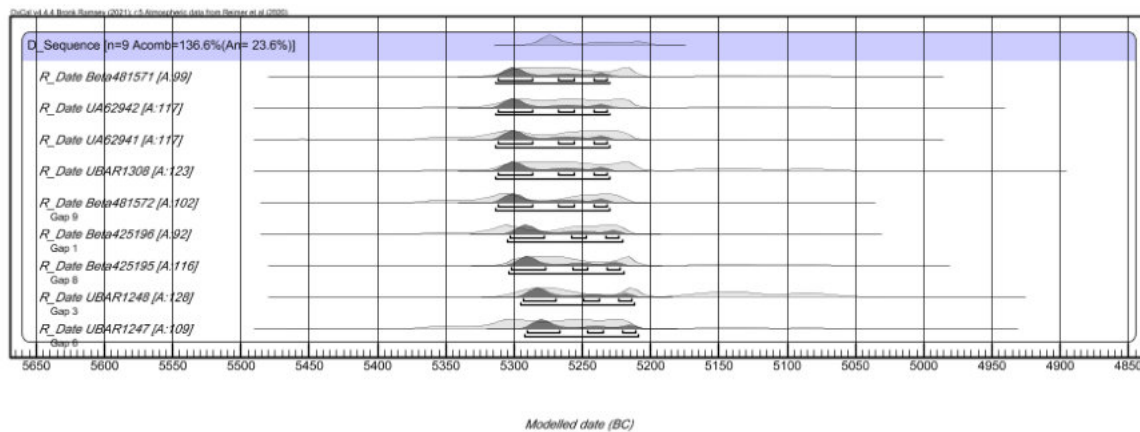 OxCal v4.4.4 Bronk Ramsey (2021); r:5 Atmospheric data from Reimer et al (2020)
D_Sequence [n=9 Acomb=136.6%(An= 23.6%)]
R_Date Beta481571 [A:99]
R_Date UA62942 [A:117]
R_Date UA62941 [A:117]
R_Date UBAR1308 [A:123]
R_Date Beta481572 [A:102]
Gap 9
R_Date Beta425196 [A:92]
Gap 1
R_Date Beta425195 [A:116]
Gap 8
R_Date UBAR1248 [A:128]
Gap 3
R_Date UBAR1247 [A:109]
Gap 6
5650 5600 5550 5500 5450 5400 5350 5300 5250 5200 5150 5100 5050 5000 4950 4900 4850
Modelled date (BC)